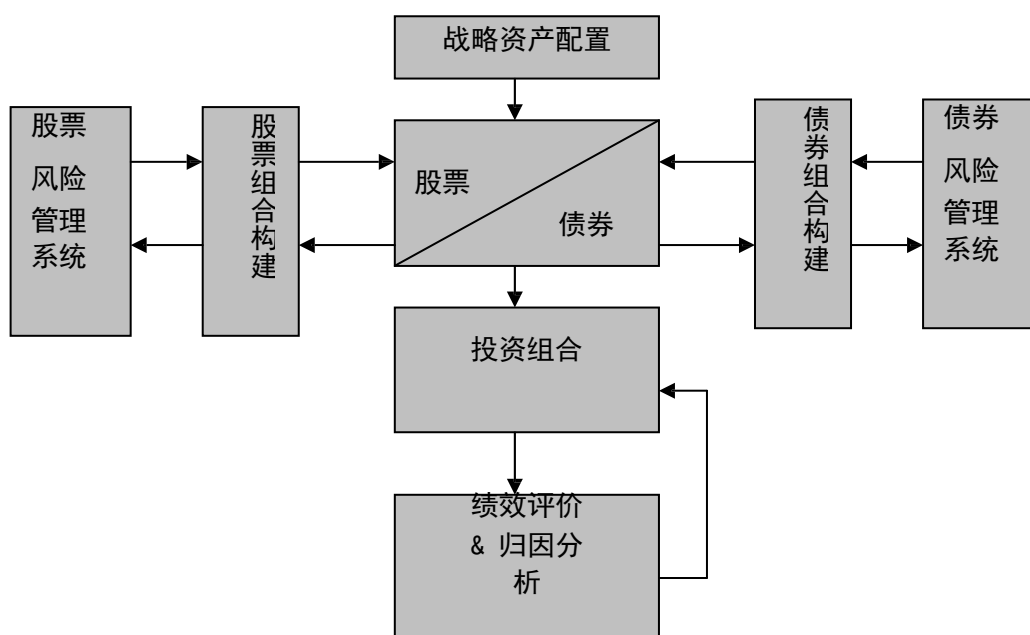 战略资产配置
股票
风险
管理
系统
股票组合构建
股票
债券
债券组合构建
债券
风险
管理
系统
投资组合
绩效评价
& 归因分
析